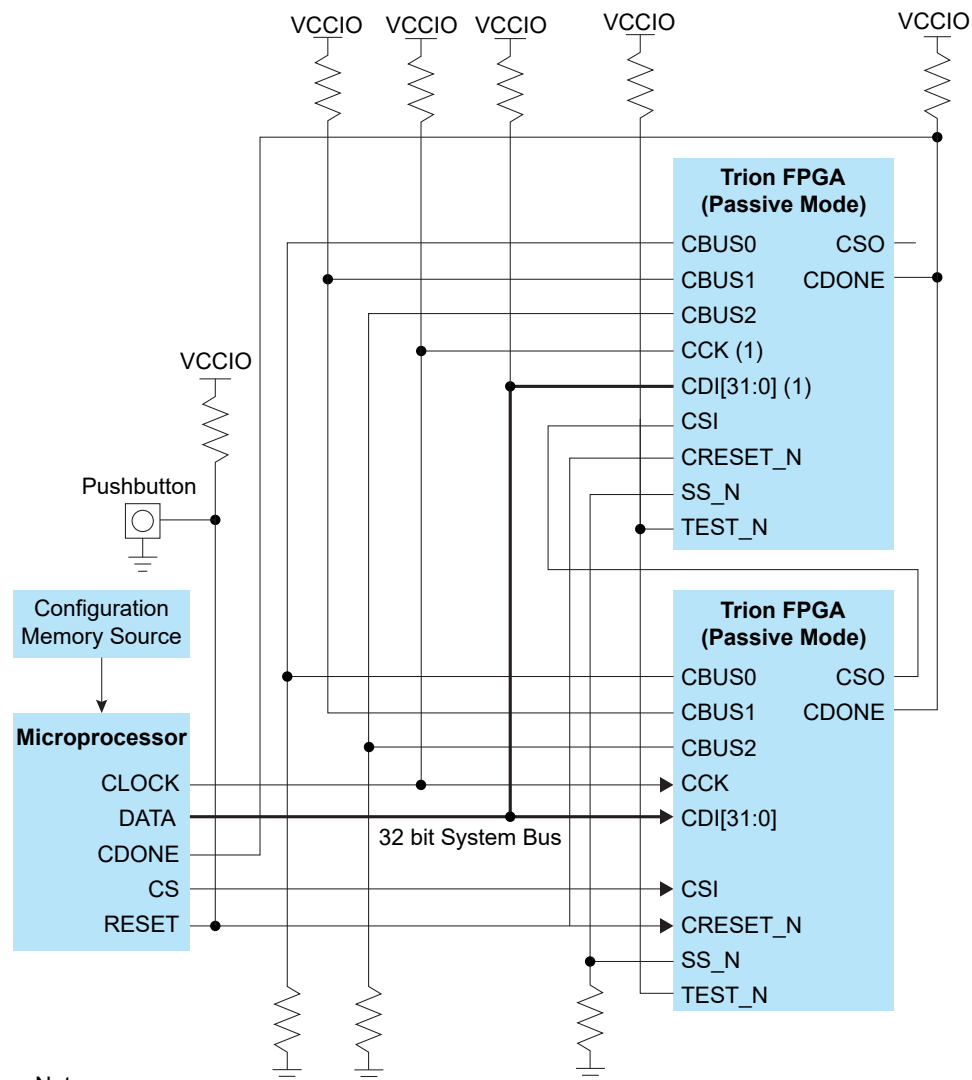 VCCIO
VCCIO
VCCIO
VCCIO
VCCIO
Trion FPGA
(Passive Mode)
CBUS0
CSO
CBUS1
CDONE
CBUS2
CCK (1)
CDI[31:0] (1)
CSI
CRESET_N
SS_N
TEST_N
VCCIO
Pushbutton
Configuration
Memory Source
Microprocessor
CLOCK
DATA
CDONE
CS
RESET
32 bit System Bus
Trion FPGA
(Passive Mode)
CBUS0
CSO
CBUS1
CDONE
CBUS2
CCK
CDI[31:0]
CSI
CRESET_N
SS_N
TEST_N